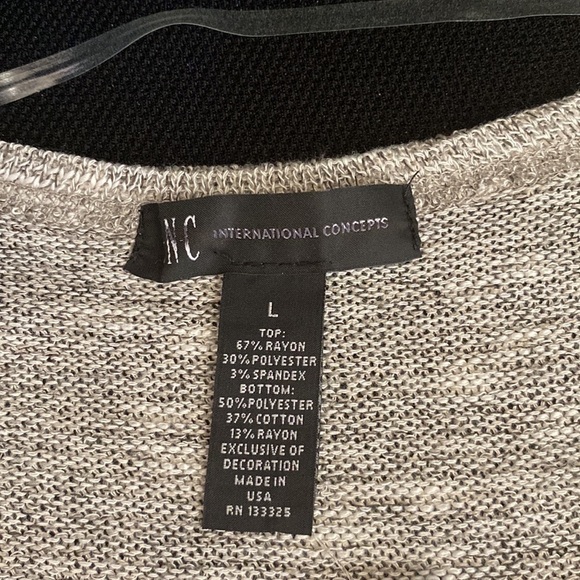 NC INTERNATIONAL CONCEPTS
L
TOP:
67% RAYON
30% POLYESTER
3% SPANDEX
BOTTOM:
50% POLYESTER
37% COTTON
13% RAYON
EXCLUSIVE OF
DECORATION
MADE IN
USA
RN 133325